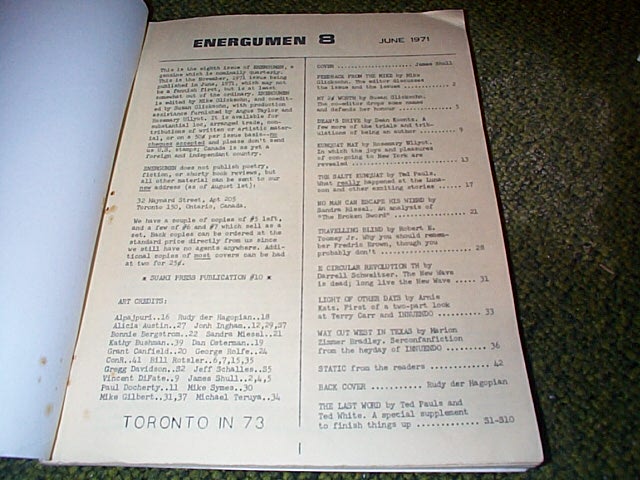 ENERGUMEN 8
JUNE 1971
This is the eighth issue of ENERGUMEN, a
genzine which is nominally quarterly.
This is the November, 1971 issue being
published in June, 1971, which may not
be a fannish first, but is at least
somewhat out of the ordinary. ENERGUMEN
is edited by Mike Glicksohn, and coedit-
ed by Susan Glicksohn, with production
assistance furnished by Angus Taylor and
Rosemary Ullyot. It is available for
substantial loc, arranged trade, con-
tributions of written or artistic mater-
ial, or on a 50¢ per issue basis--no
cheques accepted and please don't send
us U.S. stamps; Canada is as yet a
foreign and independant country.
ENERGUMEN does not publish poetry,
fiction, or shorty book reviews, but
all other material can be sent to our
new address (as of August 1st):
32 Maynard Street, Apt 205
Toronto 150, Ontario, Canada.
We have a couple of copies of #5 left,
and a few of #6 and #7 which sell as a
set. Back copies can be ordered at the
standard price directly from us since
we still have no agents anywhere. Addi-
tional copies of most covers can be had
at two for 25¢.
* SUARI PRESS PUBLICATION #10 *
ART CREDITS:
Alpajpuri..16 Rudy der Hagopian..18
Alicia Austin..27 Jonh Ingham..12,29,37
Bonnie Bergstrom..22 Sandra Miesel..21
Kathy Bushman..39 Dan Osterman..19
Grant Canfield..20 George Rolfe..24
ConR..41 Bill Rotsler..6,7,15,35
Gregg Davidson..S2 Jeff Schalles..S5
Vincent DiFate..9 James Shull..2,4,5
Paul Docherty..11 Mike Symes..30
Mike Gilbert..31,37 Michael Teruya..34
TORONTO IN 73
COVER .................... James Shull
FEEDBACK FROM THE MIKE by Mike
Glicksohn. The editor discusses
the issue and the issues ........ 2
MY 2¢ WORTH by Susan Glicksohn.
The co-editor drops some names
and defends her honour .......... 5
DEAN'S DRIVE by Dean Koontz. A
few more of the trials and trib-
ulations of being an author ..... 9
KUMQUAT MAY by Rosemary Ullyot.
In which the joys and pleasures
of con-going to New York are
revealed ........................ 13
THE SALTY KUMQUAT by Ted Pauls.
What really happened at the Luna-
con and other exciting stories .. 17
NO MAN CAN ESCAPE HIS WEIRD by
Sandra Miesel. An analysis of
"The Broken Sword" .............. 21
TRAVELLING BLIND by Robert E.
Toomey Jr. Why you should remem-
ber Fredric Brown, though you
probably don't .................. 28
E CIRCULAR REVOLUTION TH by
Darrell Schweitzer. The New Wave
is dead; long live the New Wave . 31
LIGHT OF OTHER DAYS by Arnie
Katz. First of a two-part look
at Terry Carr and INNUENDO ...... 33
WAY OUT WEST IN TEXAS by Marion
Zimmer Bradley. Serconfanfiction
from the heyday of INNUENDO ..... 36
STATIC from the readers ......... 42
BACK COVER .......... Rudy der Hagopian
THE LAST WORD by Ted Pauls and
Ted White. A special supplement
to finish things up ......... S1-S10